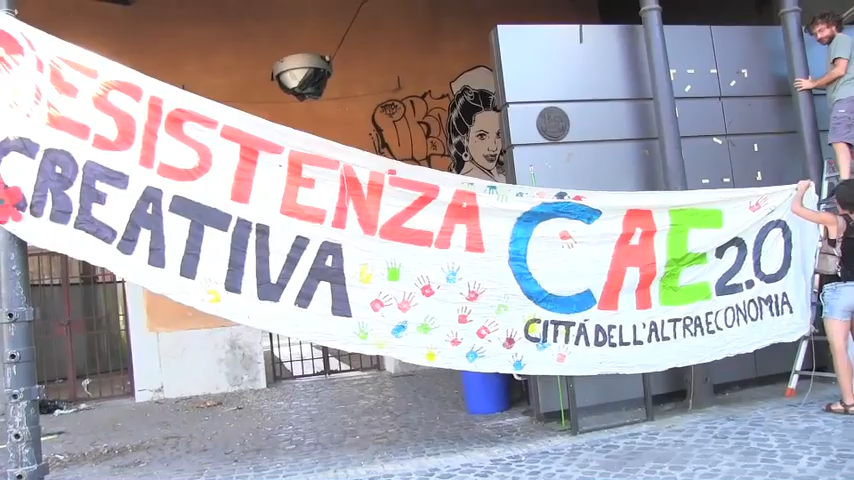 RESISTENZA
CREATIVA
CAE 2.0
CITTÀ DELL'ALTRAECONOMIA